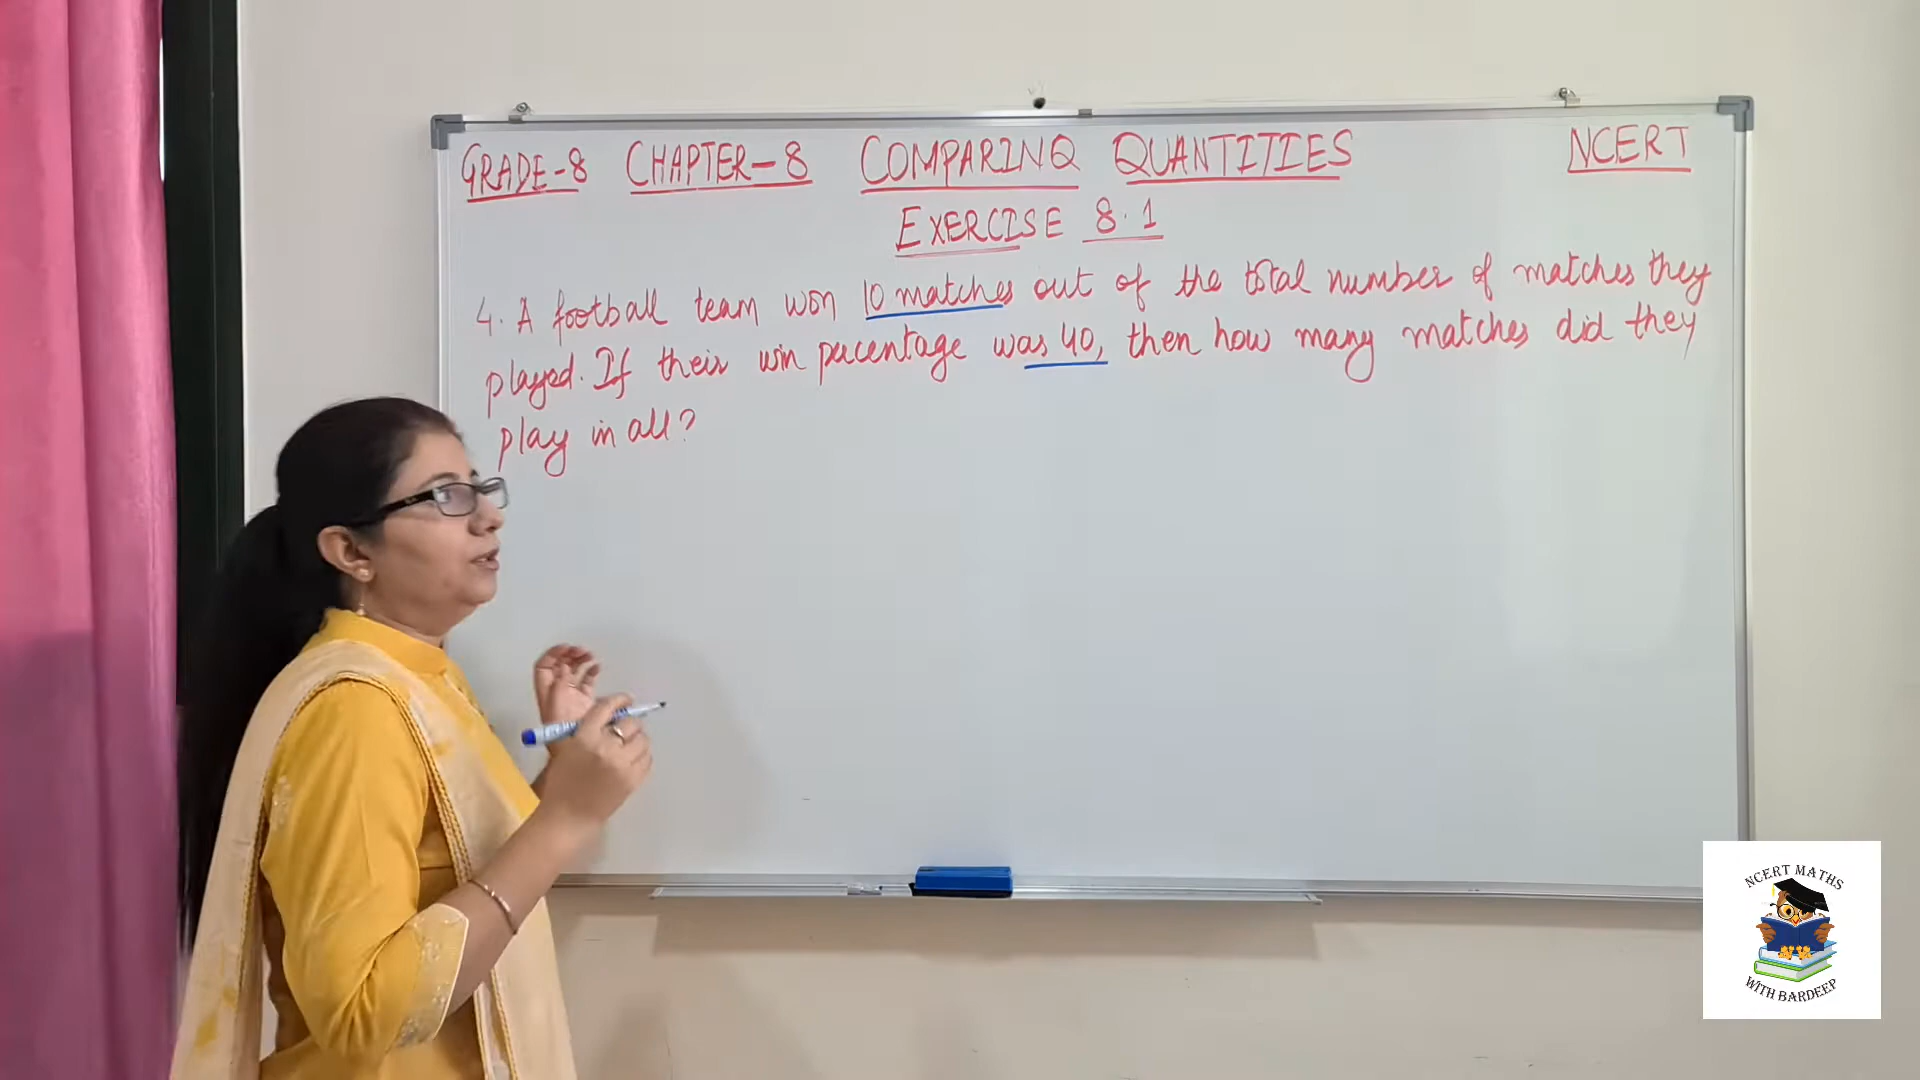 GRADE-8 CHAPTER-8 COMPARING QUANTITIES NCERT
EXERCISE 8.1
4. A football team won 10 matches out of the total number of matches they
played. If their win pacentage was 40, then how many matches did they
play in all?
NCERT MATHS
WITH BARDEEP